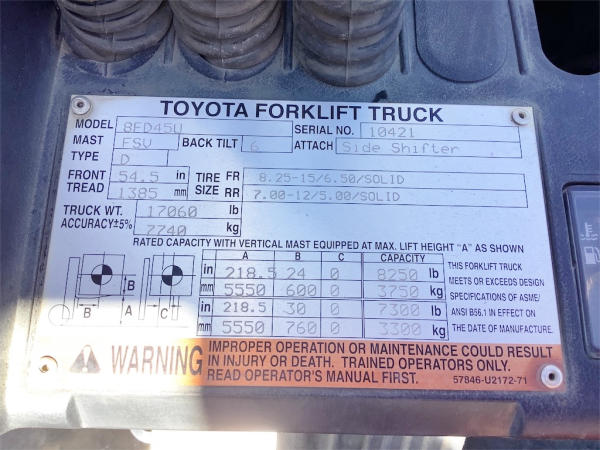 TOYOTA FORKLIFT TRUCK
MODEL 8FD45U SERIAL NO. 10421
MAST FSV BACK TILT 6 ATTACH Side Shifter
TYPE D
FRONT TREAD 54.5 in TIRE SIZE FR 8.25-15/6.50/SOLID
1385 mm RR 7.00-12/5.00/SOLID
TRUCK WT. 17060 lb
ACCURACY±5% 7740 kg
RATED CAPACITY WITH VERTICAL MAST EQUIPPED AT MAX. LIFT HEIGHT "A" AS SHOWN
A B C CAPACITY
in 218.5 24 0 8250 lb
mm 5550 600 0 3750 kg
in 218.5 30 0 7300 lb
mm 5550 760 0 3300 kg
B A B C
THIS FORKLIFT TRUCK
MEETS OR EXCEEDS DESIGN
SPECIFICATIONS OF ASME/
ANSI B56.1 IN EFFECT ON
THE DATE OF MANUFACTURE.
WARNING
IMPROPER OPERATION OR MAINTENANCE COULD RESULT
IN INJURY OR DEATH. TRAINED OPERATORS ONLY.
READ OPERATOR'S MANUAL FIRST. 57846-U2172-71